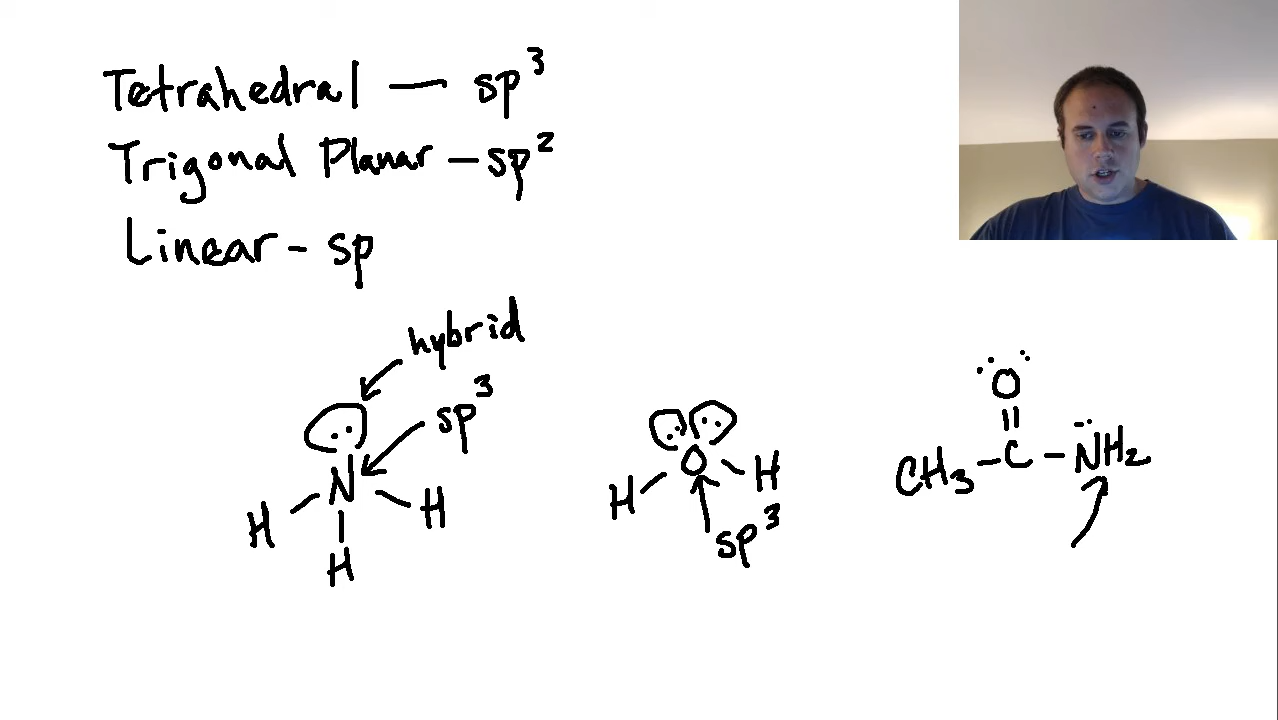 Tetrahedral — sp³
Trigonal Planar — sp²
Linear - sp
hybrid
sp³
N
H
H
H
O
H
H
sp³
O
CH₃ - C - NH₂